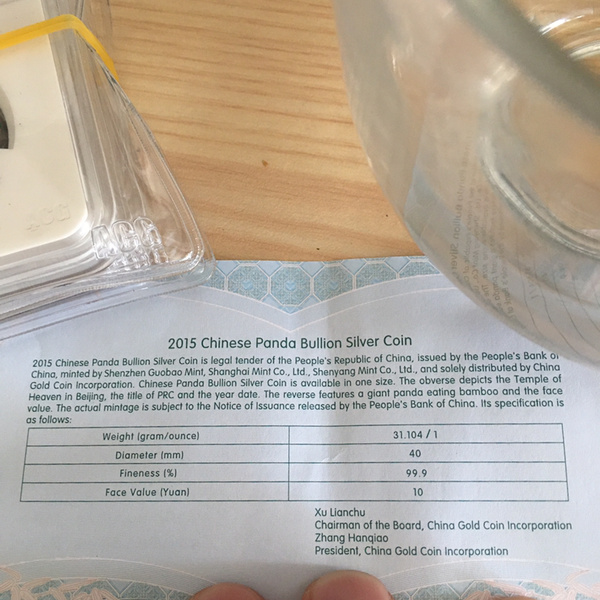 ACG
ACG
2015 Chinese Panda Bullion Silver Coin
2015 Chinese Panda Bullion Silver Coin is legal tender of the People's Republic of China, issued by the People's Bank of
China, minted by Shenzhen Guobao Mint, Shanghai Mint Co., Ltd., Shenyang Mint Co., Ltd., and solely distributed by China
Gold Coin Incorporation. Chinese Panda Bullion Silver Coin is available in one size. The obverse depicts the Temple of
Heaven in Beijing, the title of PRC and the year date. The reverse features a giant panda eating bamboo and the face
value. The actual mintage is subject to the Notice of Issuance released by the People's Bank of China. Its specification is
as follows:
Weight (gram/ounce) 31.104 / 1
Diameter (mm) 40
Fineness (%) 99.9
Face Value (Yuan) 10
Xu Lianchu
Chairman of the Board, China Gold Coin Incorporation
Zhang Hanqiao
President, China Gold Coin Incorporation